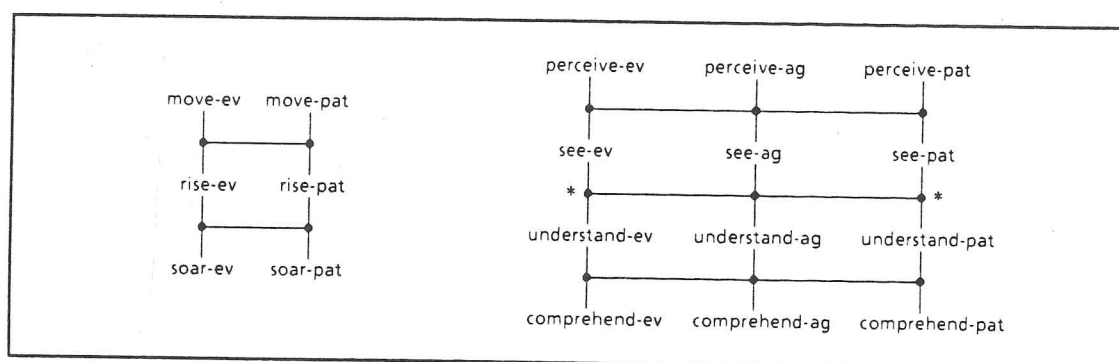 perceive-ev perceive-ag perceive-pat
move-ev move-pat
see-ev see-ag see-pat
rise-ev rise-pat
* *
understand-ev understand-ag understand-pat
soar-ev soar-pat
comprehend-ev comprehend-ag comprehend-pat